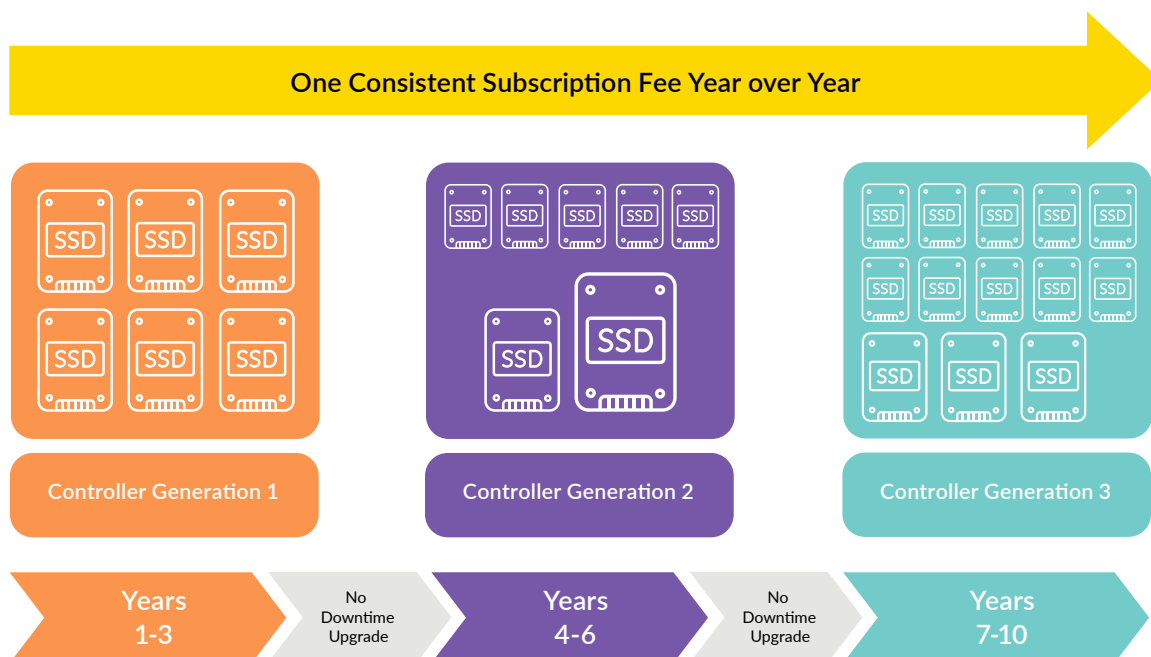 One Consistent Subscription Fee Year over Year
SSD SSD SSD
SSD SSD SSD
SSD SSD SSD SSD SSD
SSD SSD
SSD SSD SSD SSD SSD
SSD SSD SSD SSD SSD
SSD SSD SSD
Controller Generation 1
Controller Generation 2
Controller Generation 3
Years
1-3
No
Downtime
Upgrade
Years
4-6
No
Downtime
Upgrade
Years
7-10